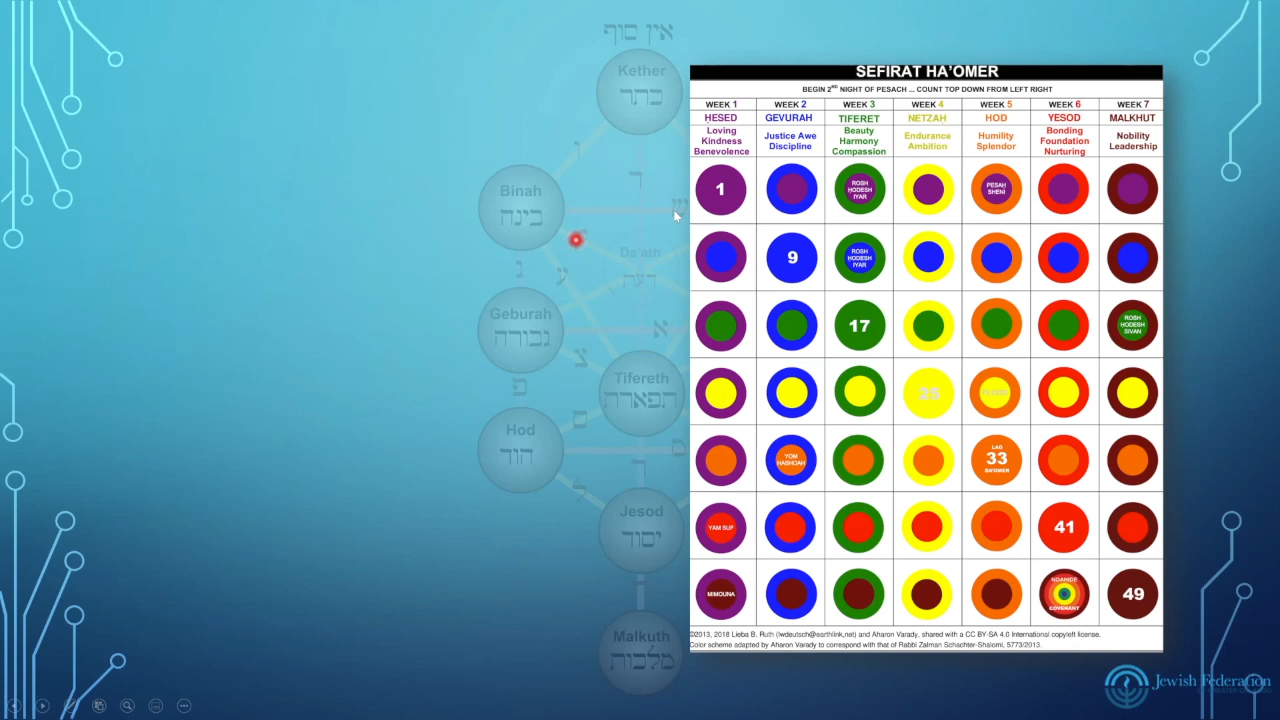 אין סוף
Kether
כתר
Binah
בינה
Da'ath
דעת
Geburah
גבורה
Tifereth
תפארת
Hod
הוד
Jesod
יסוד
Malkuth
מלכות
י
ג
ע
א
צ
פ
ס
SEFIRAT HA'OMER
BEGIN 2ND NIGHT OF PESACH ... COUNT TOP DOWN FROM LEFT RIGHT
WEEK 1 WEEK 2 WEEK 3 WEEK 4 WEEK 5 WEEK 6 WEEK 7
ḤESED GEVURAH TIFERET NETZAH HOD YESOD MALKHUT
Loving Kindness Benevolence
Justice Awe Discipline
Beauty Harmony Compassion
Endurance Ambition
Humility Splendor
Bonding Foundation Nurturing
Nobility Leadership
1
ROSH ḤODESH IYAR
PESAḤ SHENI
9
ROSH ḤODESH IYAR
17
ROSH ḤODESH SIVAN
25
YOM HASHOAH
LAG 33 BA'OMER
YAM SUF
41
MIMOUNA
NOAHIDE COVENANT
49
©2013, 2018 Lieba B. Ruth (lwdeutsch@earthlink.net) and Aharon Varady, shared with a CC BY-SA 4.0 International copyleft license.
Color scheme adapted by Aharon Varady to correspond with that of Rabbi Zalman Schachter-Shalomi, 5773/2013.
Jewish Federation